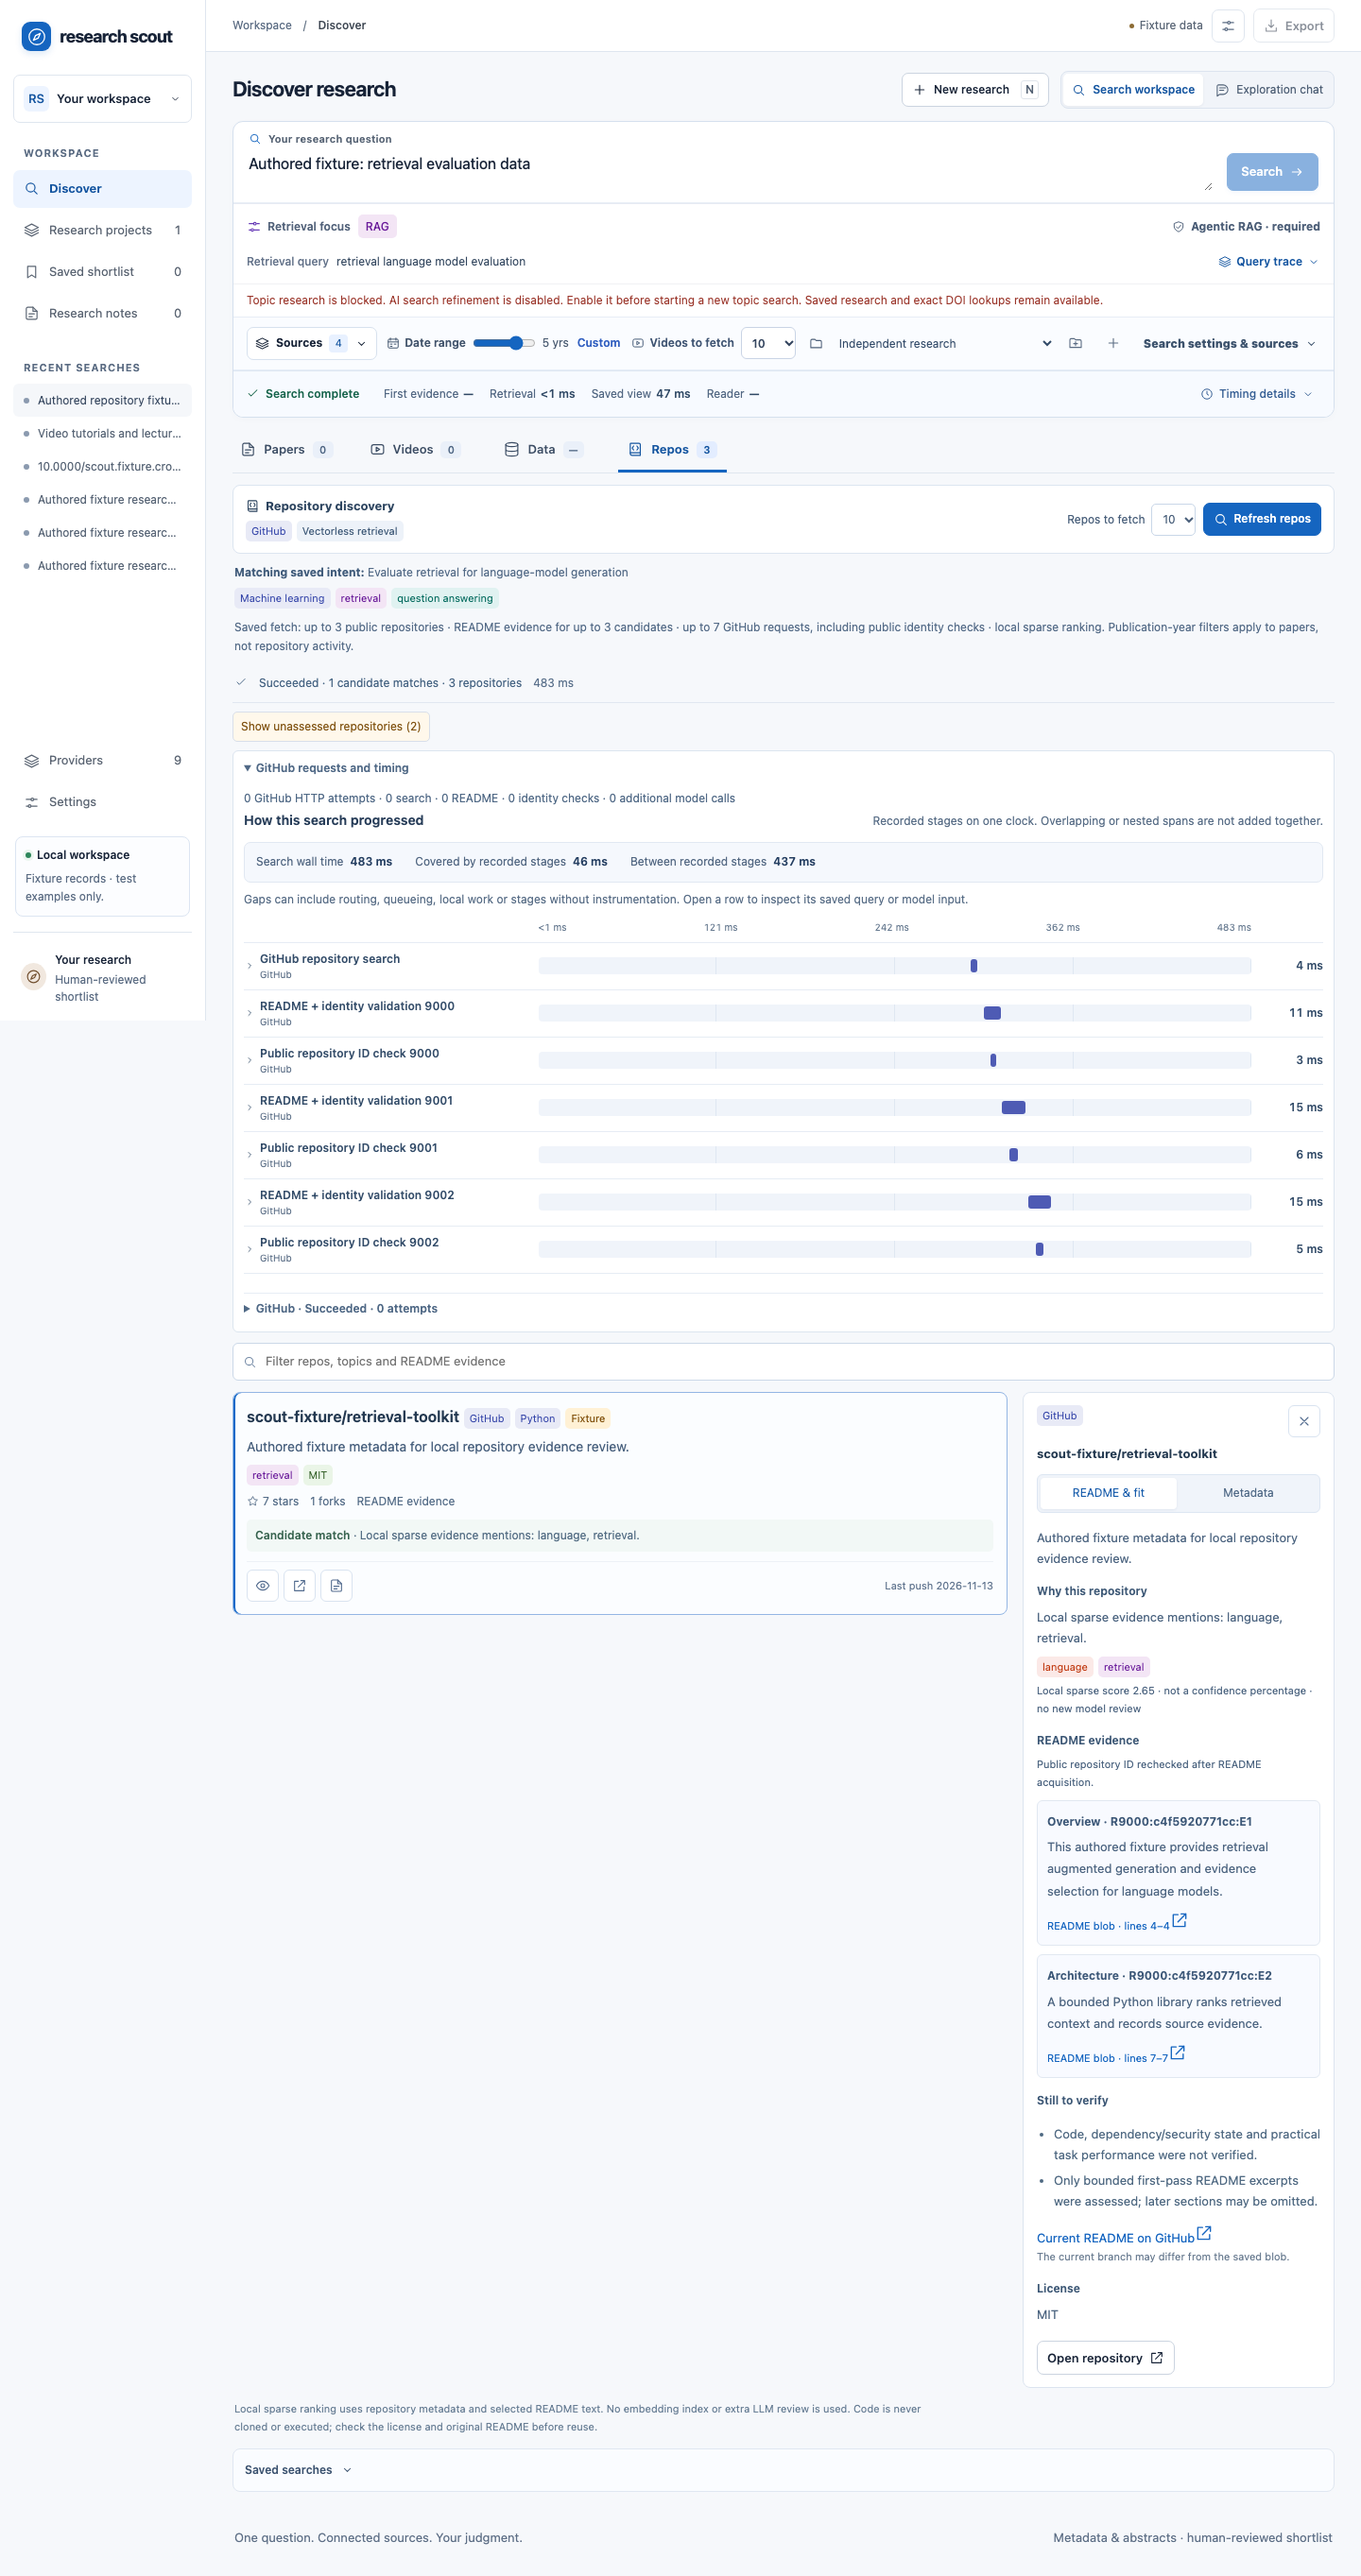 research scout
RS Your workspace
WORKSPACE
Discover
Research projects 1
Saved shortlist 0
Research notes 0
RECENT SEARCHES
Authored repository fixtu...
Video tutorials and lectur...
10.0000/scout.fixture.cro...
Authored fixture researc...
Authored fixture researc...
Authored fixture researc...
Providers 9
Settings
Local workspace
Fixture records · test
examples only.
Your research
Human-reviewed
shortlist
Workspace / Discover
Fixture data
Export
Discover research
New research N
Search workspace
Exploration chat
Your research question
Authored fixture: retrieval evaluation data
Search
Retrieval focus RAG
Agentic RAG · required
Retrieval query retrieval language model evaluation
Query trace
Topic research is blocked. AI search refinement is disabled. Enable it before starting a new topic search. Saved research and exact DOI lookups remain available.
Sources 4 Date range 5 yrs Custom Videos to fetch 10 Independent research Search settings & sources
Search complete First evidence — Retrieval <1 ms Saved view 47 ms Reader — Timing details
Papers 0 Videos 0 Data — Repos 3
Repository discovery
GitHub Vectorless retrieval
Repos to fetch 10 Refresh repos
Matching saved intent: Evaluate retrieval for language-model generation
Machine learning retrieval question answering
Saved fetch: up to 3 public repositories · README evidence for up to 3 candidates · up to 7 GitHub requests, including public identity checks · local sparse ranking. Publication-year filters apply to papers,
not repository activity.
Succeeded · 1 candidate matches · 3 repositories 483 ms
Show unassessed repositories (2)
GitHub requests and timing
0 GitHub HTTP attempts · 0 search · 0 README · 0 identity checks · 0 additional model calls
How this search progressed
Recorded stages on one clock. Overlapping or nested spans are not added together.
Search wall time 483 ms Covered by recorded stages 46 ms Between recorded stages 437 ms
Gaps can include routing, queueing, local work or stages without instrumentation. Open a row to inspect its saved query or model input.
<1 ms 121 ms 242 ms 362 ms 483 ms
GitHub repository search
GitHub
4 ms
README + identity validation 9000
GitHub
11 ms
Public repository ID check 9000
GitHub
3 ms
README + identity validation 9001
GitHub
15 ms
Public repository ID check 9001
GitHub
6 ms
README + identity validation 9002
GitHub
15 ms
Public repository ID check 9002
GitHub
5 ms
GitHub · Succeeded · 0 attempts
Filter repos, topics and README evidence
scout-fixture/retrieval-toolkit GitHub Python Fixture
Authored fixture metadata for local repository evidence review.
retrieval MIT
7 stars 1 forks README evidence
Candidate match · Local sparse evidence mentions: language, retrieval.
Last push 2026-11-13
GitHub
scout-fixture/retrieval-toolkit
README & fit Metadata
Authored fixture metadata for local repository
evidence review.
Why this repository
Local sparse evidence mentions: language,
retrieval.
language retrieval
Local sparse score 2.65 · not a confidence percentage ·
no new model review
README evidence
Public repository ID rechecked after README
acquisition.
Overview · R9000:c4f5920771cc:E1
This authored fixture provides retrieval
augmented generation and evidence
selection for language models.
README blob · lines 4–4
Architecture · R9000:c4f5920771cc:E2
A bounded Python library ranks retrieved
context and records source evidence.
README blob · lines 7–7
Still to verify
• Code, dependency/security state and practical
task performance were not verified.
• Only bounded first-pass README excerpts
were assessed; later sections may be omitted.
Current README on GitHub
The current branch may differ from the saved blob.
License
MIT
Open repository
Local sparse ranking uses repository metadata and selected README text. No embedding index or extra LLM review is used. Code is never
cloned or executed; check the license and original README before reuse.
Saved searches
One question. Connected sources. Your judgment.
Metadata & abstracts · human-reviewed shortlist